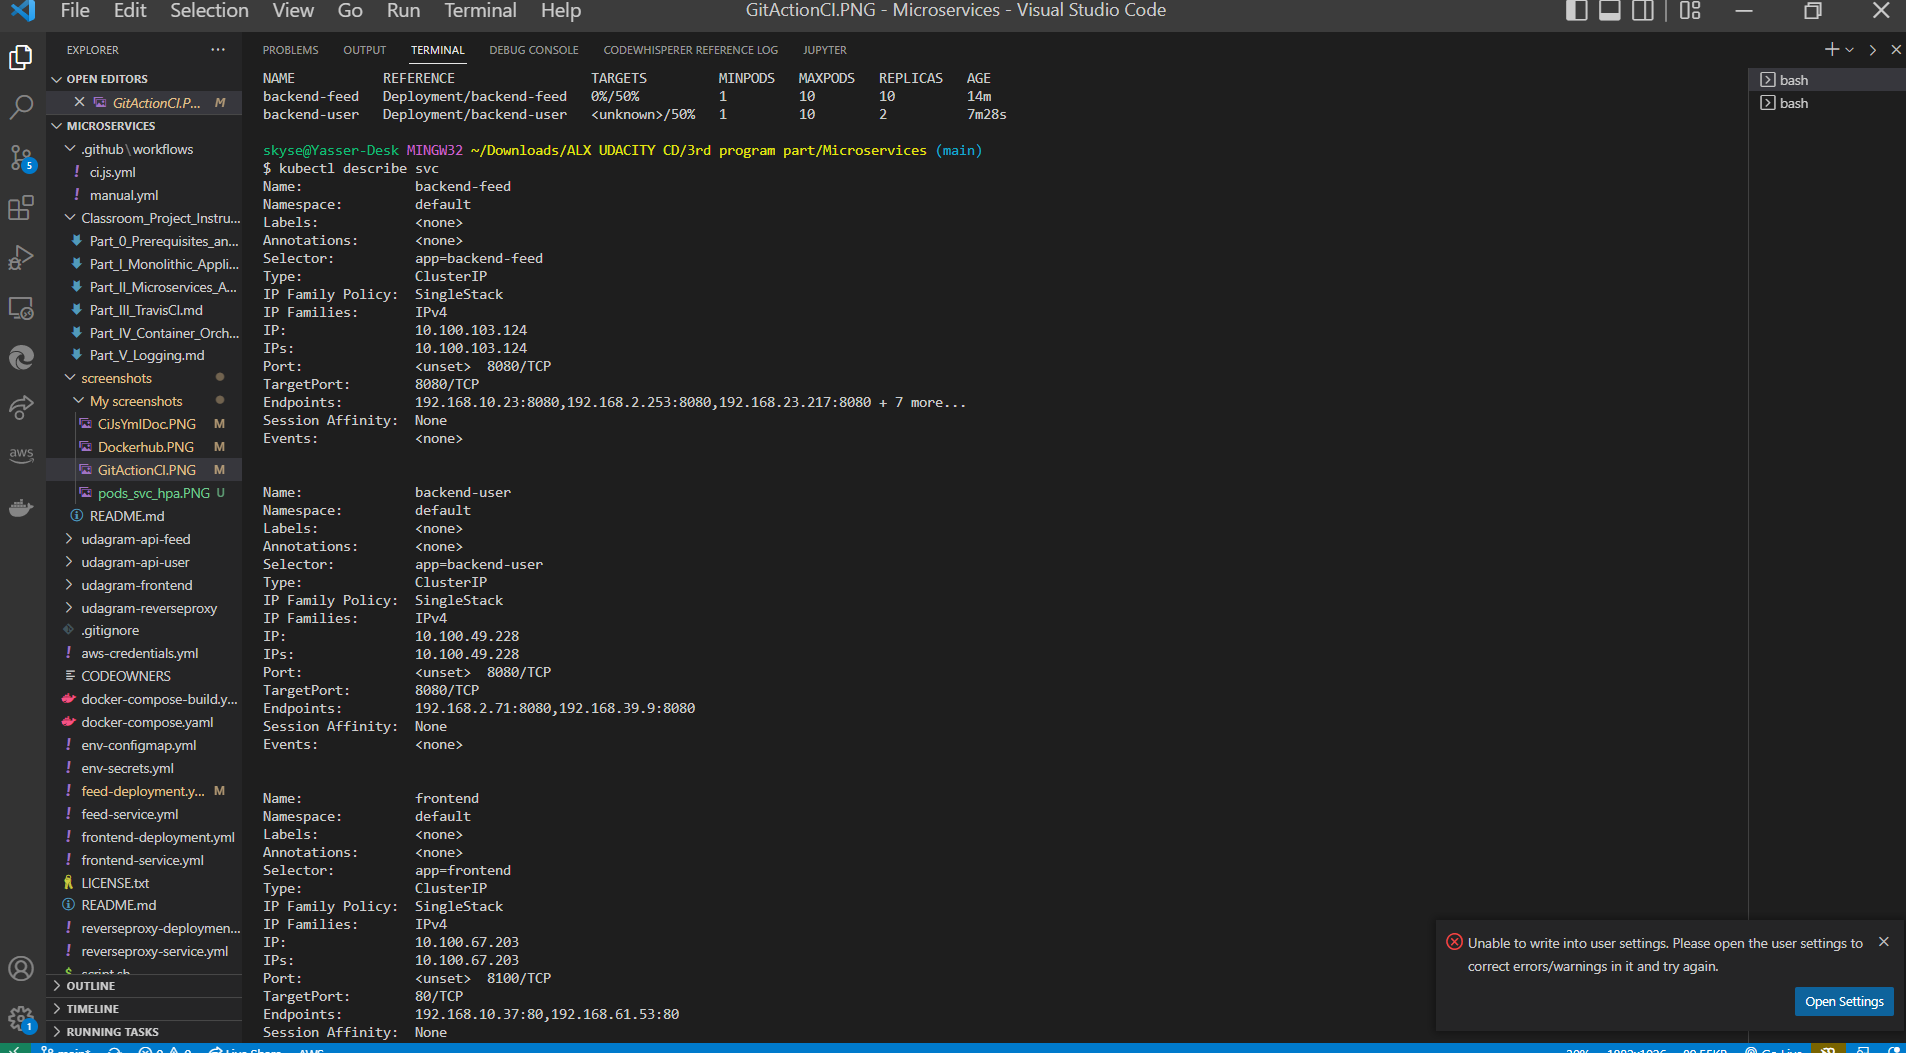 File Edit Selection View Go Run Terminal Help
GitActionCI.PNG - Microservices - Visual Studio Code
EXPLORER
OPEN EDITORS
GitActionCI.P... M
MICROSERVICES
.github\workflows
ci.js.yml
manual.yml
Classroom_Project_Instru...
Part_0_Prerequisites_an...
Part_I_Monolithic_Appli...
Part_II_Microservices_A...
Part_III_TravisCI.md
Part_IV_Container_Orch...
Part_V_Logging.md
screenshots
My screenshots
CiJsYmlDoc.PNG M
Dockerhub.PNG M
GitActionCI.PNG M
pods_svc_hpa.PNG U
README.md
udagram-api-feed
udagram-api-user
udagram-frontend
udagram-reverseproxy
.gitignore
aws-credentials.yml
CODEOWNERS
docker-compose-build.y...
docker-compose.yaml
env-configmap.yml
env-secrets.yml
feed-deployment.y... M
feed-service.yml
frontend-deployment.yml
frontend-service.yml
LICENSE.txt
README.md
reverseproxy-deploymen...
reverseproxy-service.yml
script.sh
OUTLINE
TIMELINE
RUNNING TASKS
5
aws
1
PROBLEMS OUTPUT TERMINAL DEBUG CONSOLE CODEWHISPERER REFERENCE LOG JUPYTER
NAME REFERENCE TARGETS MINPODS MAXPODS REPLICAS AGE
backend-feed Deployment/backend-feed 0%/50% 1 10 10 14m
backend-user Deployment/backend-user <unknown>/50% 1 10 2 7m28s
skyse@Yasser-Desk MINGW32 ~/Downloads/ALX UDACITY CD/3rd program part/Microservices (main)
$ kubectl describe svc
Name: backend-feed
Namespace: default
Labels: <none>
Annotations: <none>
Selector: app=backend-feed
Type: ClusterIP
IP Family Policy: SingleStack
IP Families: IPv4
IP: 10.100.103.124
IPs: 10.100.103.124
Port: <unset> 8080/TCP
TargetPort: 8080/TCP
Endpoints: 192.168.10.23:8080,192.168.2.253:8080,192.168.23.217:8080 + 7 more...
Session Affinity: None
Events: <none>
Name: backend-user
Namespace: default
Labels: <none>
Annotations: <none>
Selector: app=backend-user
Type: ClusterIP
IP Family Policy: SingleStack
IP Families: IPv4
IP: 10.100.49.228
IPs: 10.100.49.228
Port: <unset> 8080/TCP
TargetPort: 8080/TCP
Endpoints: 192.168.2.71:8080,192.168.39.9:8080
Session Affinity: None
Events: <none>
Name: frontend
Namespace: default
Labels: <none>
Annotations: <none>
Selector: app=frontend
Type: ClusterIP
IP Family Policy: SingleStack
IP Families: IPv4
IP: 10.100.67.203
IPs: 10.100.67.203
Port: <unset> 8100/TCP
TargetPort: 80/TCP
Endpoints: 192.168.10.37:80,192.168.61.53:80
Session Affinity: None
bash
bash
Unable to write into user settings. Please open the user settings to
correct errors/warnings in it and try again.
Open Settings
main* Live Share AWS
Go Live